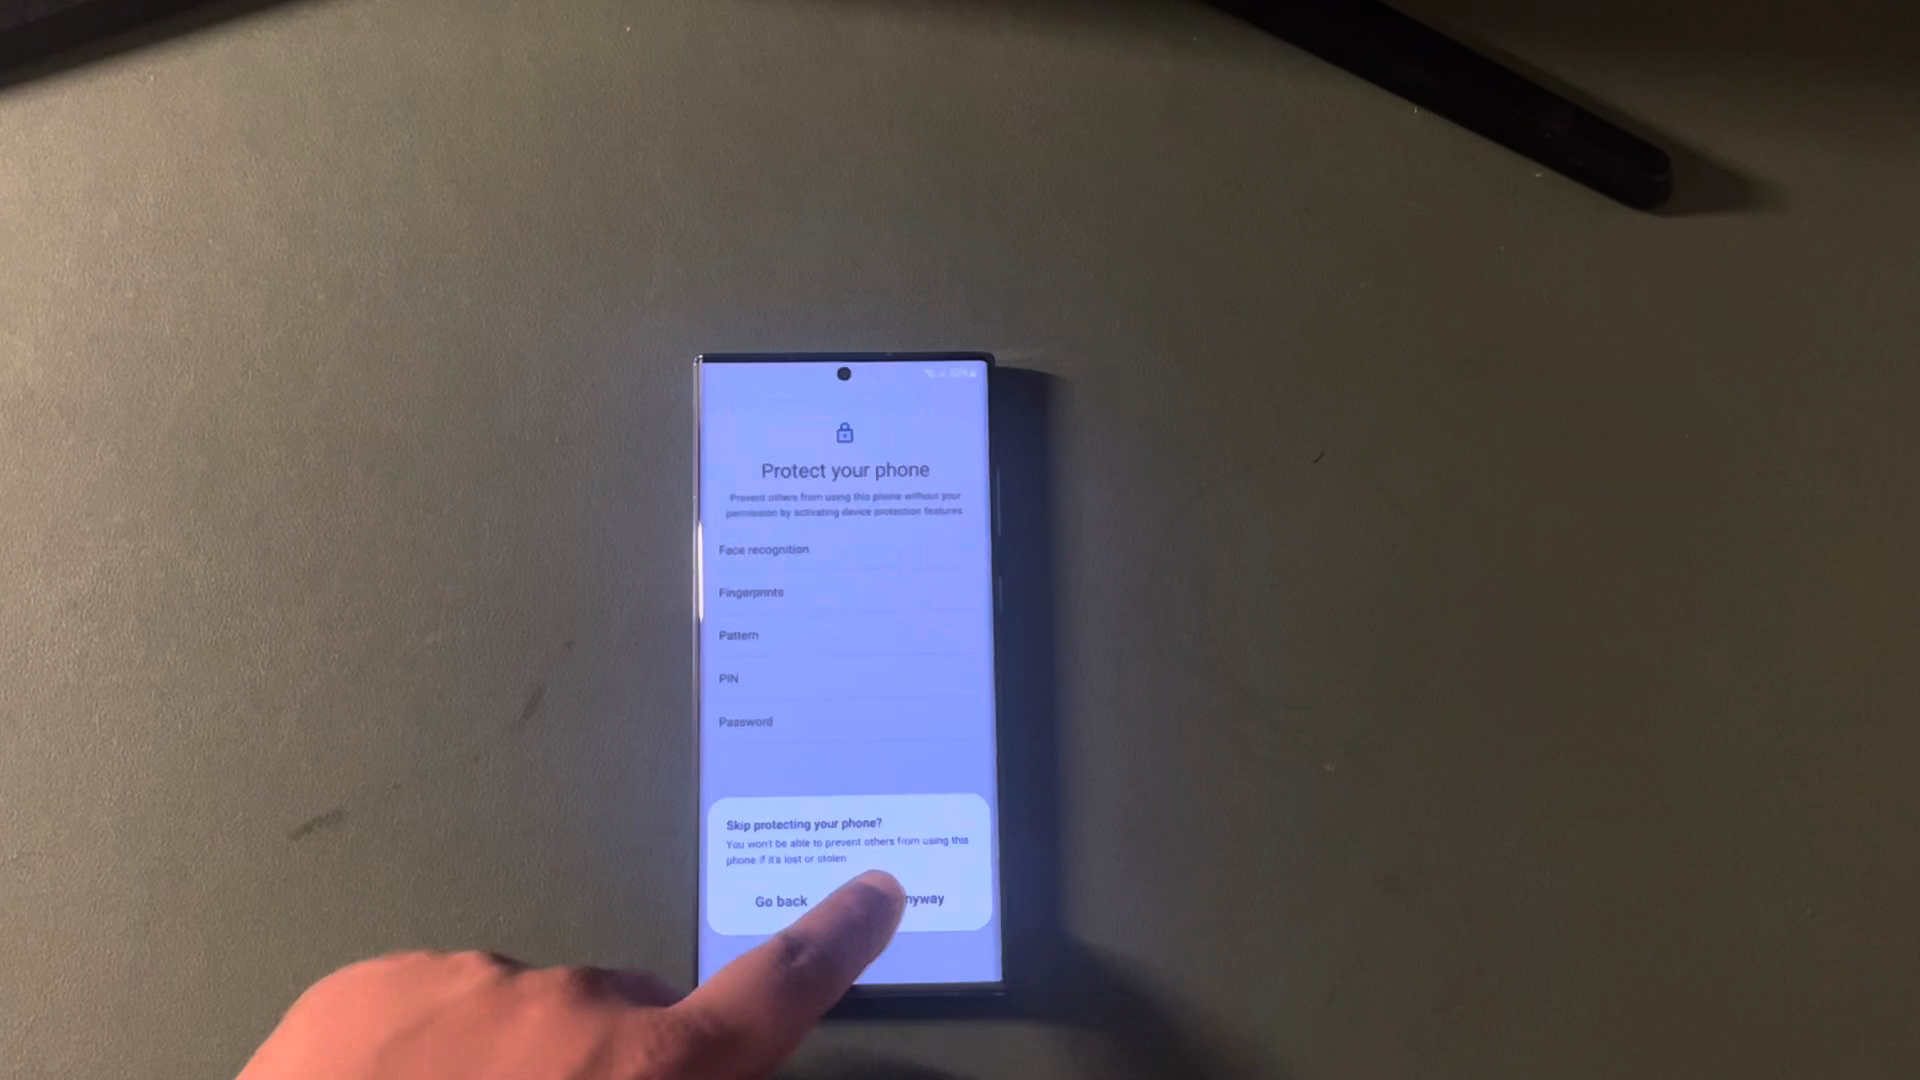 Protect your phone
Prevent others from using this phone without your
permission by activating device protection features
Face recognition
Fingerprints
Pattern
PIN
Password
Skip protecting your phone?
You won't be able to prevent others from using this
phone if it's lost or stolen
Go back
nyway